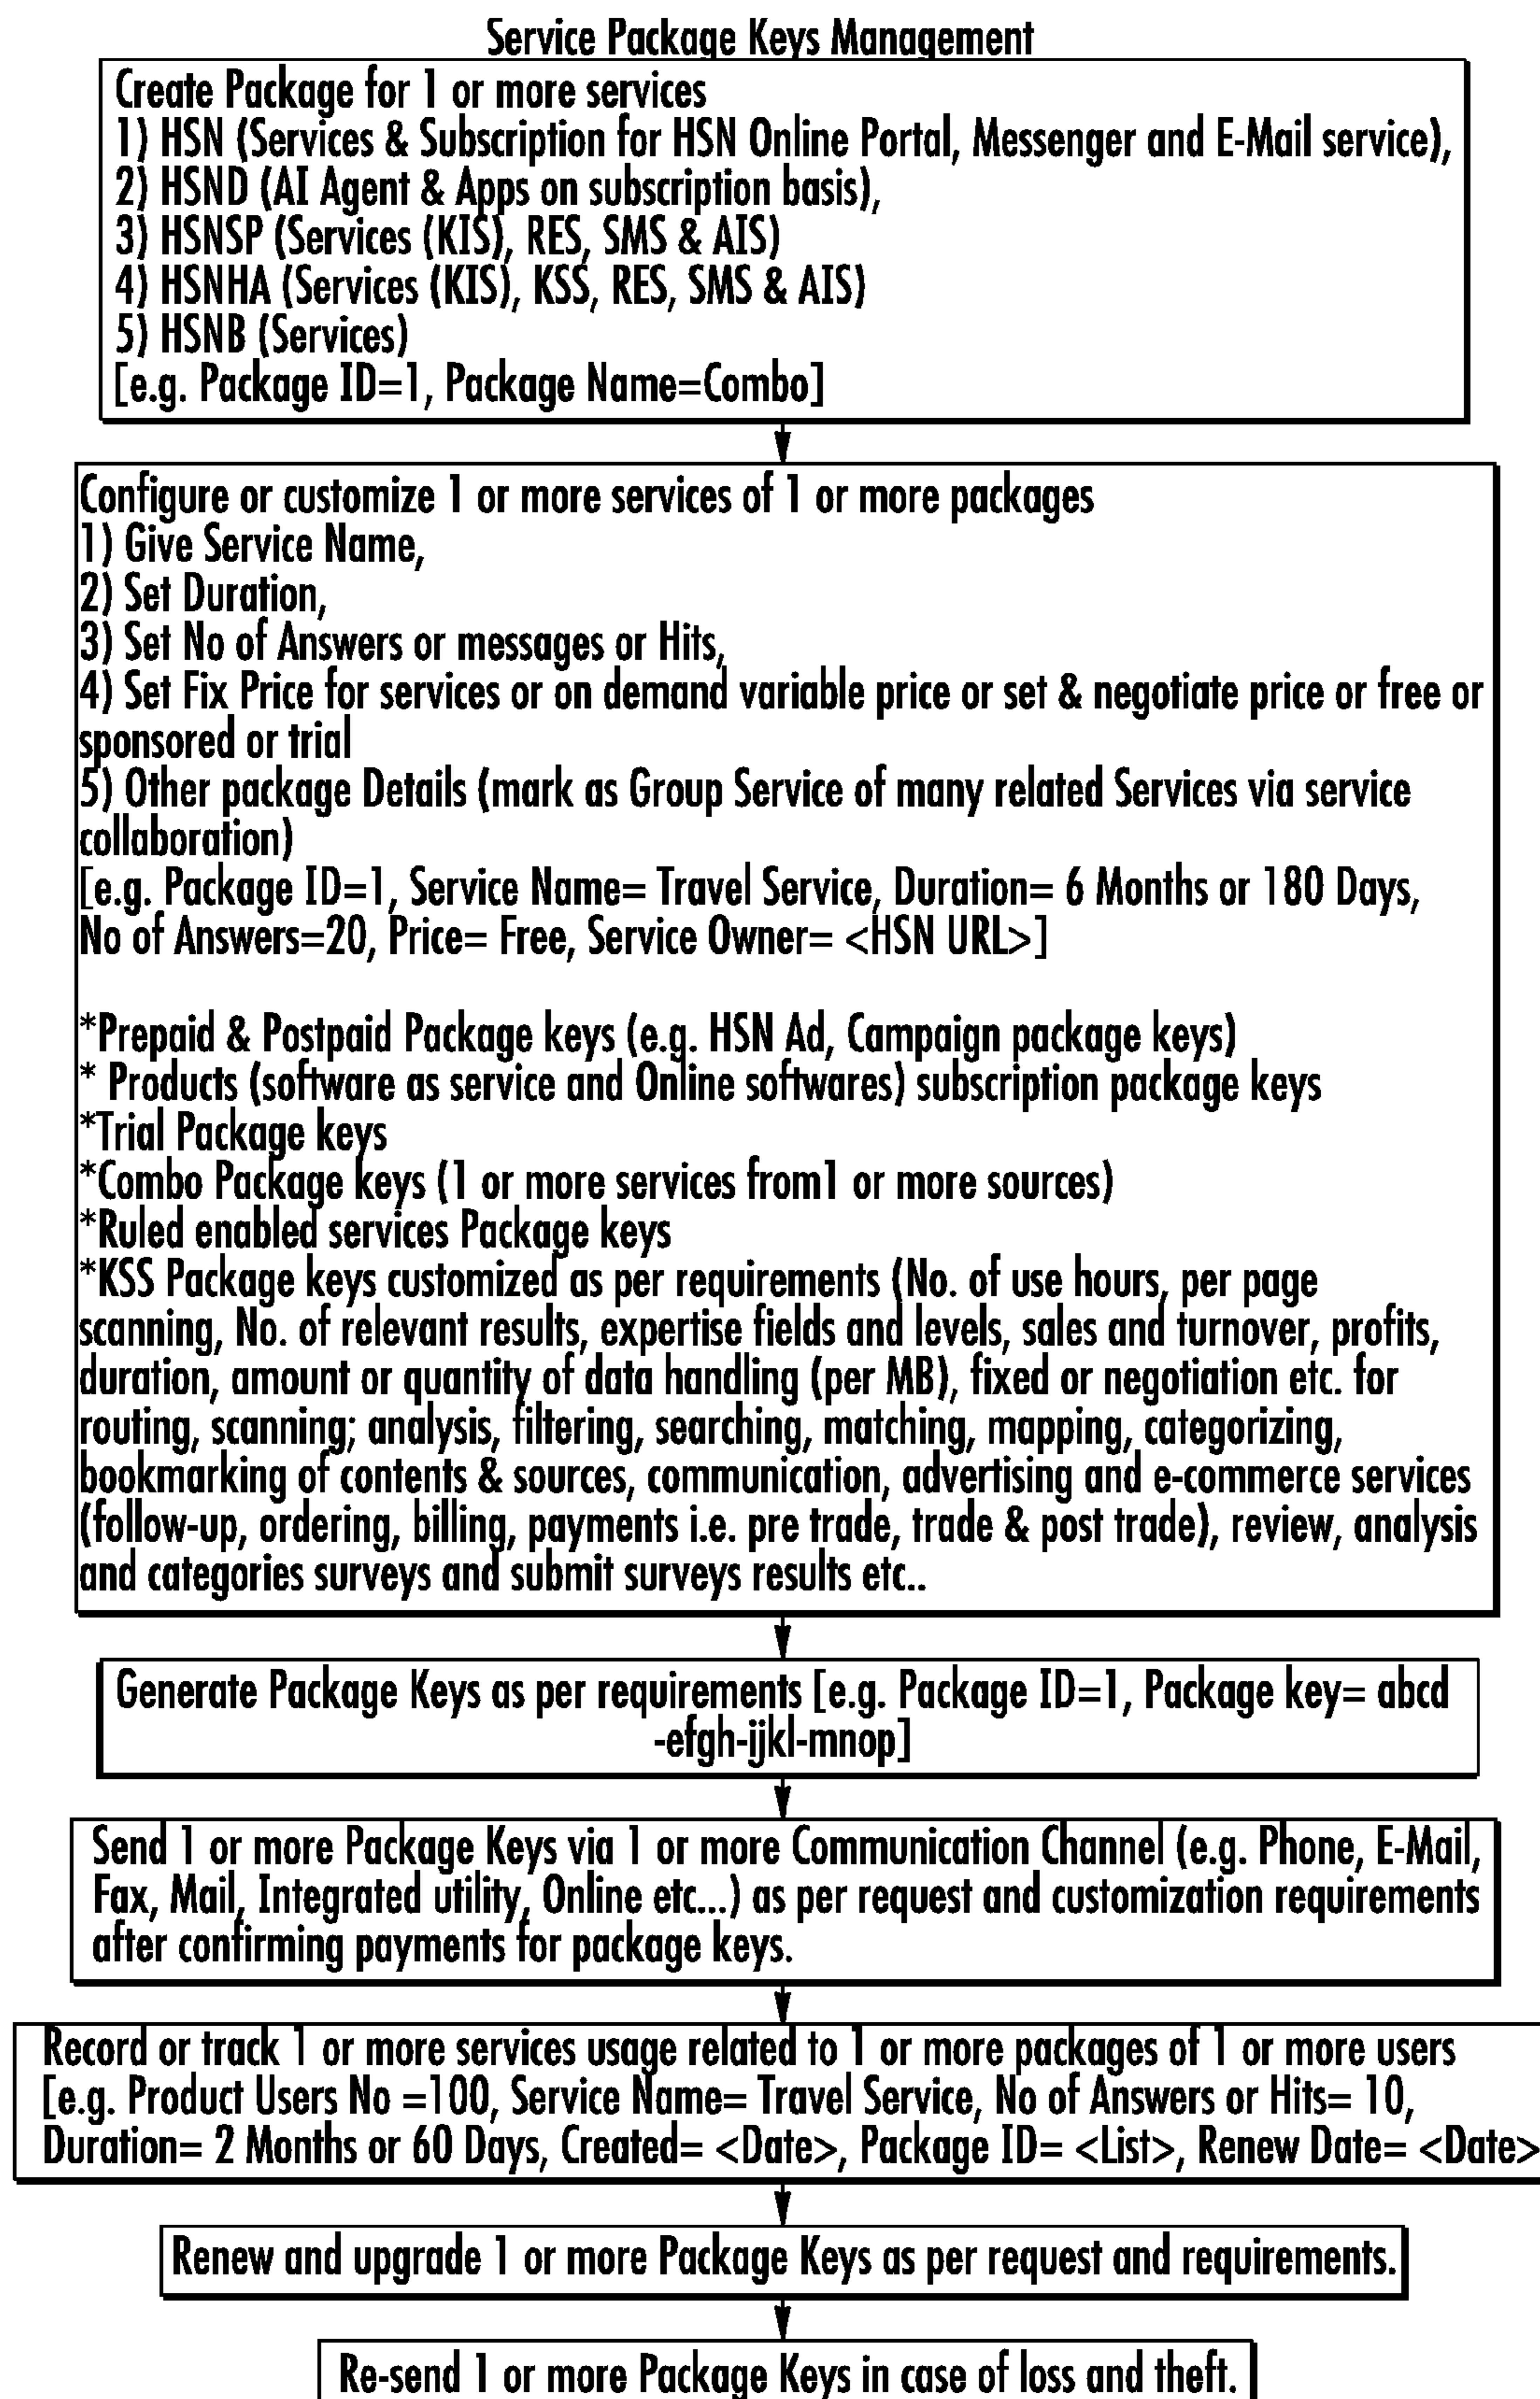 Service Package Keys Management
Create Package for 1 or more services
1) HSN (Services & Subscription for HSN Online Portal, Messenger and E-Mail service),
2) HSND (AI Agent & Apps on subscription basis),
3) HSNSP (Services (KIS), RES, SMS & AIS)
4) HSNHA (Services (KIS), KSS, RES, SMS & AIS)
5) HSNB (Services)
[e.g. Package ID=1, Package Name=Combo]
Configure or customize 1 or more services of 1 or more packages
1) Give Service Name,
2) Set Duration,
3) Set No of Answers or messages or Hits,
4) Set Fix Price for services or on demand variable price or set & negotiate price or free or
sponsored or trial
5) Other package Details (mark as Group Service of many related Services via service
collaboration)
[e.g. Package ID=1, Service Name= Travel Service, Duration= 6 Months or 180 Days,
No of Answers=20, Price= Free, Service Owner= <HSN URL>]
*Prepaid & Postpaid Package keys (e.g. HSN Ad, Campaign package keys)
* Products (software as service and Online softwares) subscription package keys
*Trial Package keys
*Combo Package keys (1 or more services from1 or more sources)
*Ruled enabled services Package keys
*KSS Package keys customized as per requirements (No. of use hours, per page
scanning, No. of relevant results, expertise fields and levels, sales and turnover, profits,
duration, amount or quantity of data handling (per MB), fixed or negotiation etc. for
routing, scanning; analysis, filtering, searching, matching, mapping, categorizing,
bookmarking of contents & sources, communication, advertising and e-commerce services
(follow-up, ordering, billing, payments i.e. pre trade, trade & post trade), review, analysis
and categories surveys and submit surveys results etc..
Generate Package Keys as per requirements [e.g. Package ID=1, Package key= abcd
-efgh-ijkl-mnop]
Send 1 or more Package Keys via 1 or more Communication Channel (e.g. Phone, E-Mail,
Fax, Mail, Integrated utility, Online etc...) as per request and customization requirements
after confirming payments for package keys.
Record or track 1 or more services usage related to 1 or more packages of 1 or more users
[e.g. Product Users No =100, Service Name= Travel Service, No of Answers or Hits= 10,
Duration= 2 Months or 60 Days, Created= <Date>, Package ID= <List>, Renew Date= <Date>
Renew and upgrade 1 or more Package Keys as per request and requirements.
Re-send 1 or more Package Keys in case of loss and theft.